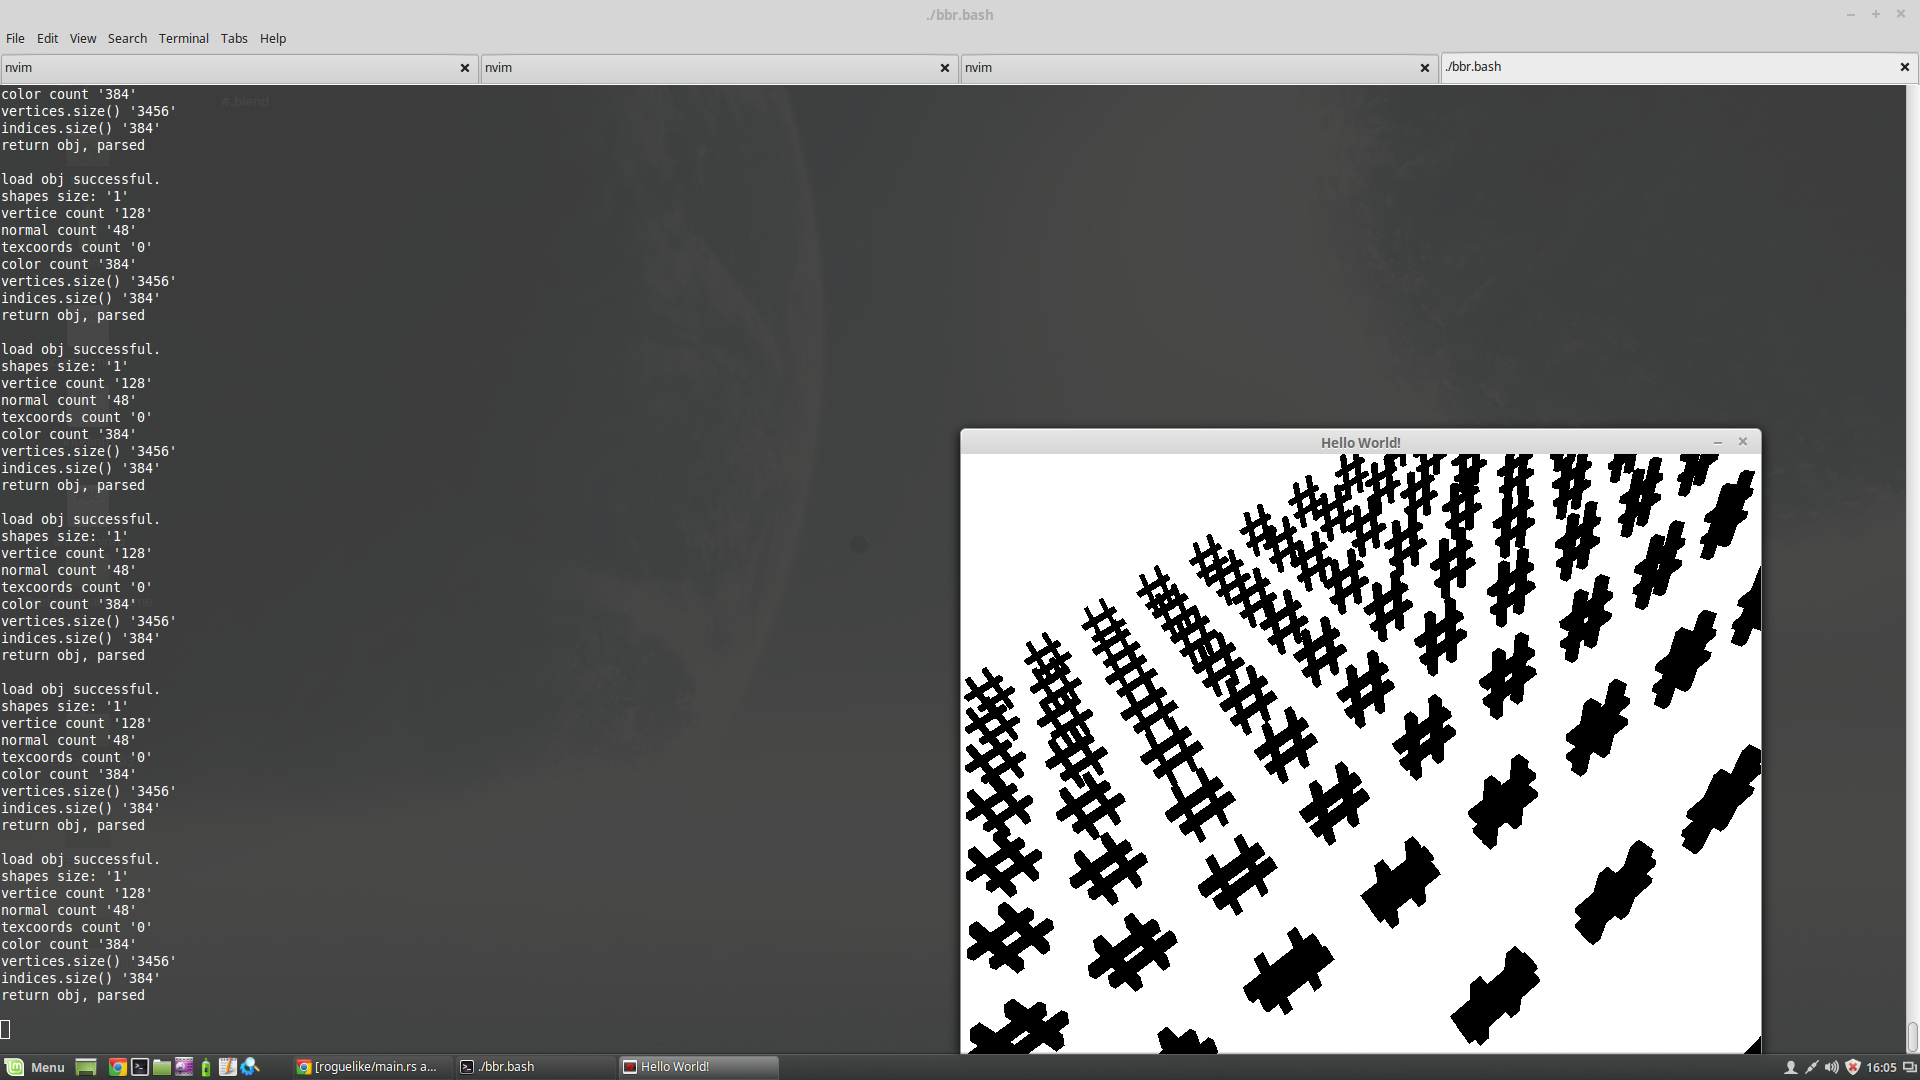 ./bbr.bash
File Edit View Search Terminal Tabs Help
nvim nvim nvim ./bbr.bash
color count '384'
#.blend
vertices.size() '3456'
indices.size() '384'
return obj, parsed
load obj successful.
shapes size: '1'
vertice count '128'
normal count '48'
texcoords count '0'
color count '384'
vertices.size() '3456'
indices.size() '384'
return obj, parsed
load obj successful.
shapes size: '1'
vertice count '128'
normal count '48'
texcoords count '0'
color count '384'
vertices.size() '3456'
indices.size() '384'
return obj, parsed
load obj successful.
shapes size: '1'
vertice count '128'
normal count '48'
texcoords count '0'
color count '384'
vertices.size() '3456'
indices.size() '384'
return obj, parsed
load obj successful.
shapes size: '1'
vertice count '128'
normal count '48'
texcoords count '0'
color count '384'
vertices.size() '3456'
indices.size() '384'
return obj, parsed
load obj successful.
shapes size: '1'
vertice count '128'
normal count '48'
texcoords count '0'
color count '384'
vertices.size() '3456'
indices.size() '384'
return obj, parsed
Hello World!
Menu [roguelike/main.rs a... ./bbr.bash Hello World! 16:05